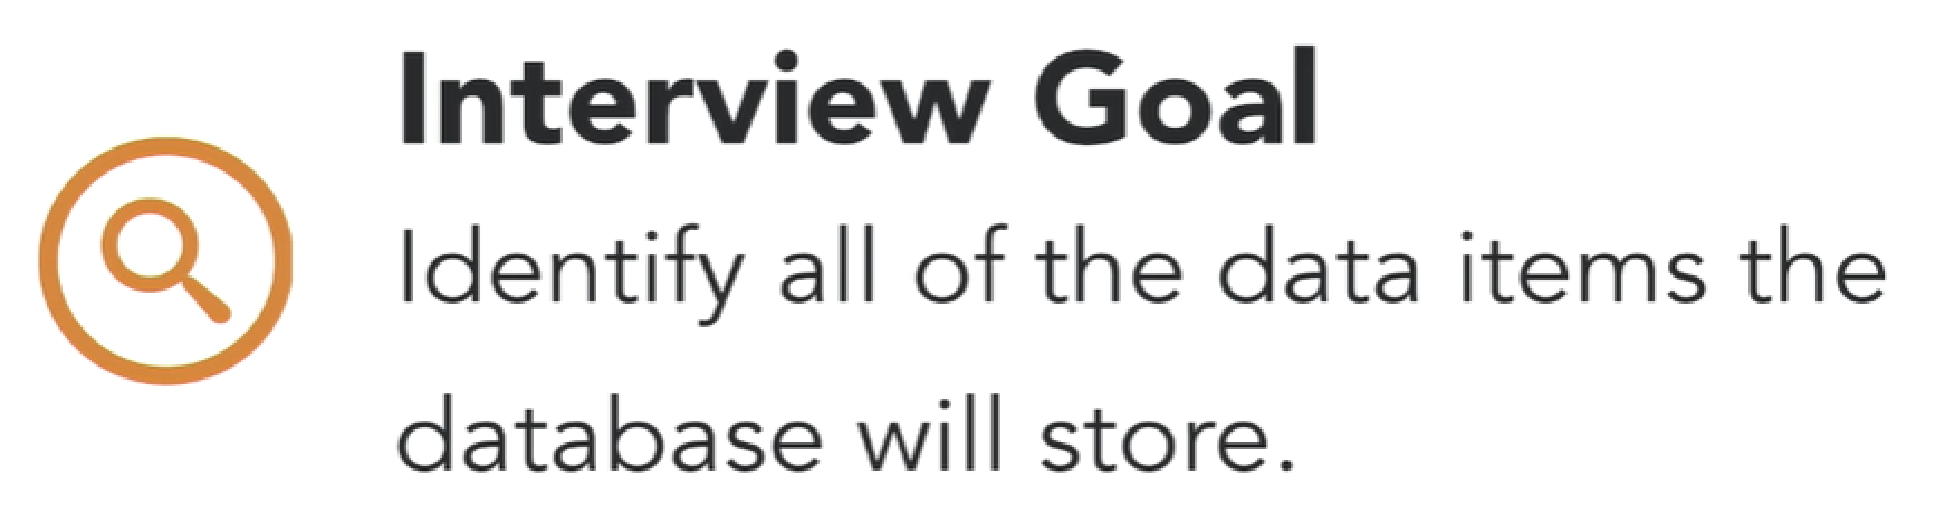 Interview Goal
Identify all of the data items the
database will store.